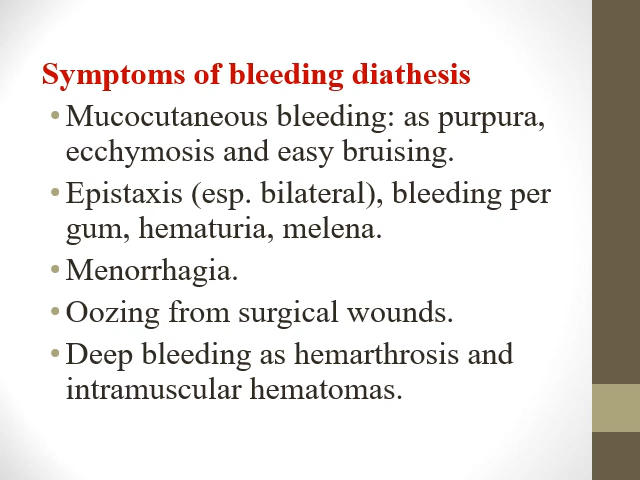 Symptoms of bleeding diathesis
• Mucocutaneous bleeding: as purpura,
ecchymosis and easy bruising.
• Epistaxis (esp. bilateral), bleeding per
gum, hematuria, melena.
• Menorrhagia.
• Oozing from surgical wounds.
• Deep bleeding as hemarthrosis and
intramuscular hematomas.